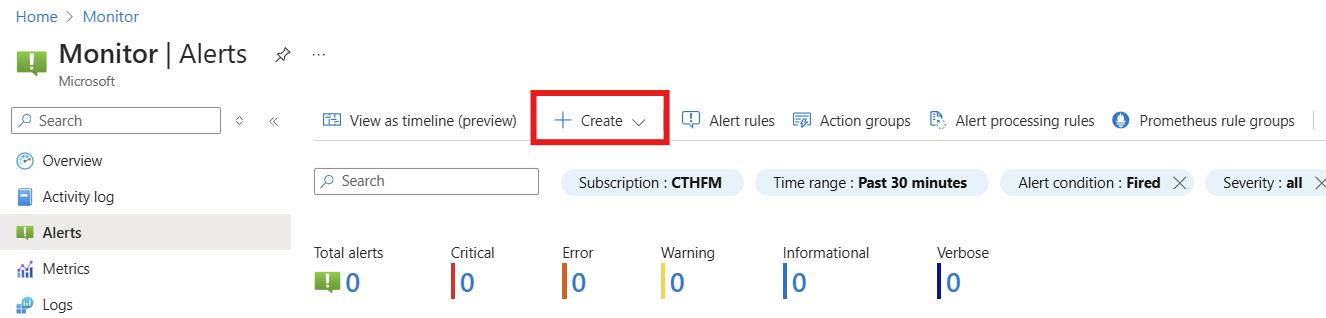 Home > Monitor
Monitor | Alerts ...
Microsoft
Search
Overview
Activity log
Alerts
Metrics
Logs
View as timeline (preview) + Create Alert rules Action groups Alert processing rules Prometheus rule groups
Search Subscription : CTHFM Time range : Past 30 minutes Alert condition : Fired Severity : all
Total alerts Critical Error Warning Informational Verbose
0 0 0 0 0 0